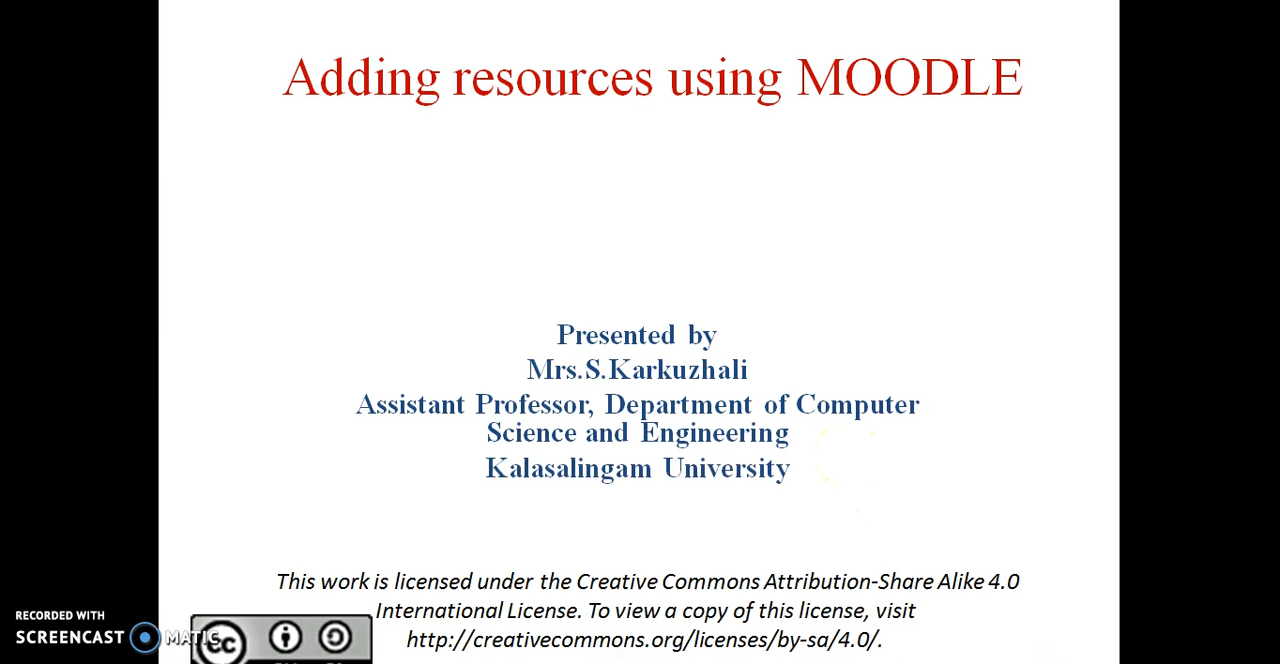 Adding resources using MOODLE
Presented by
Mrs.S.Karkuzhali
Assistant Professor, Department of Computer
Science and Engineering
Kalasalingam University
This work is licensed under the Creative Commons Attribution-Share Alike 4.0
International License. To view a copy of this license, visit
http://creativecommons.org/licenses/by-sa/4.0/.
RECORDED WITH
SCREENCAST MATIC
cc